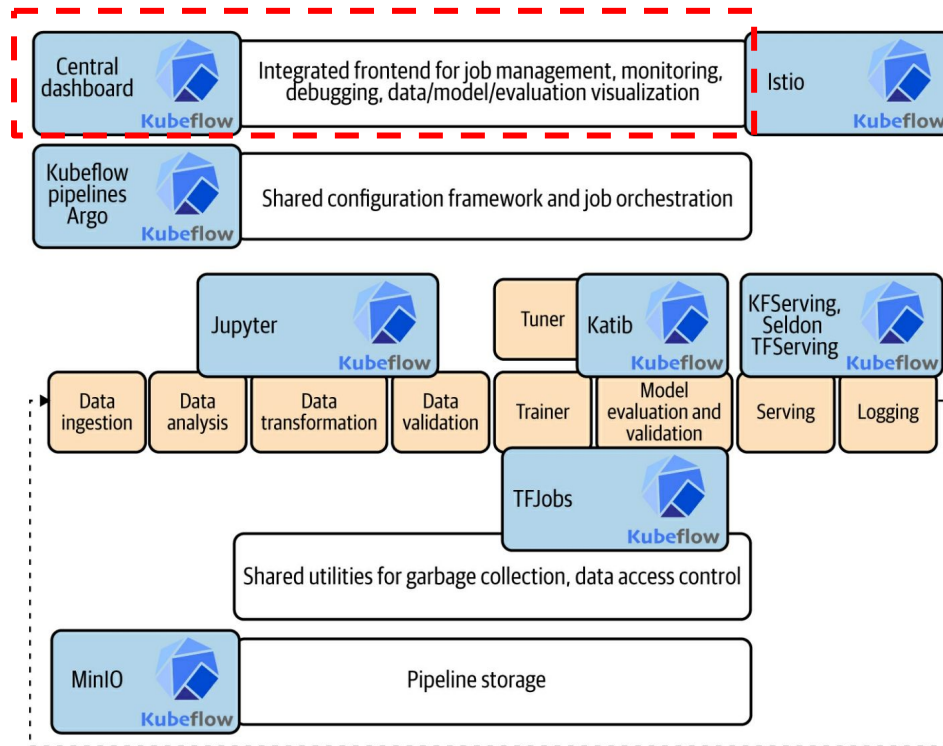 Central
dashboard
Kubeflow
Integrated frontend for job management, monitoring,
debugging, data/model/evaluation visualization
Istio
Kubeflow
Kubeflow
pipelines
Argo
Kubeflow
Shared configuration framework and job orchestration
Jupyter
Kubeflow
Tuner
Katib
Kubeflow
KFServing,
Seldon
TFServing
Kubeflow
Data
ingestion
Data
analysis
Data
transformation
Data
validation
Trainer
Model
evaluation and
validation
Serving
Logging
TFJobs
Kubeflow
Shared utilities for garbage collection, data access control
MinIO
Kubeflow
Pipeline storage